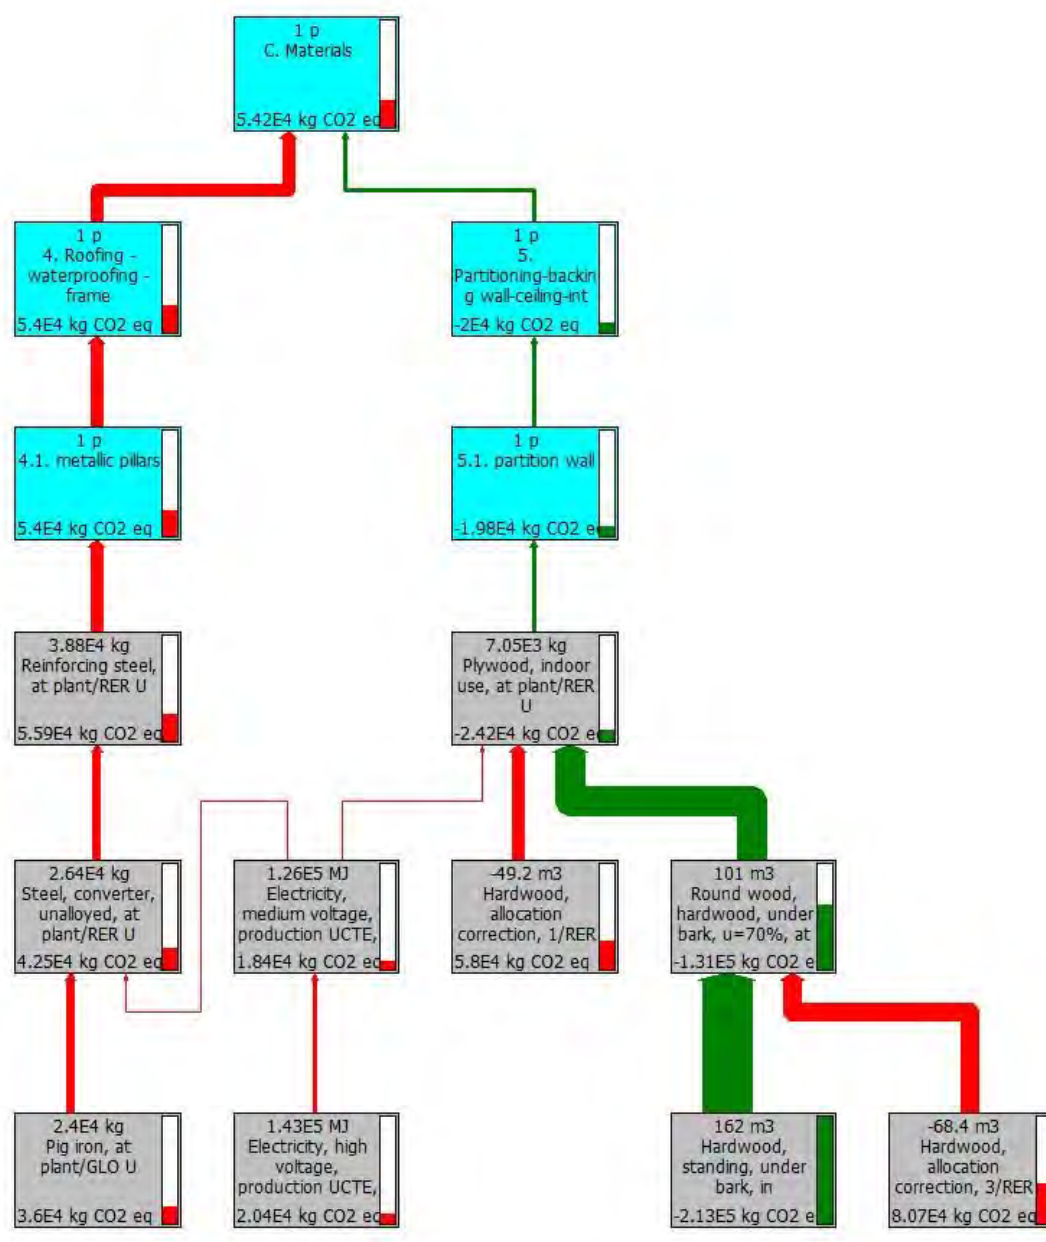 1 p
C. Materials
5.42E4 kg CO2 eq
1 p
4. Roofing -
waterproofing -
frame
5.4E4 kg CO2 eq
1 p
5.
Partitioning-backin
g wall-ceiling-int
-2E4 kg CO2 eq
1 p
4.1. metallic pillars
5.4E4 kg CO2 eq
1 p
5.1. partition wall
-1.98E4 kg CO2 e
3.88E4 kg
Reinforcing steel,
at plant/RER U
5.59E4 kg CO2 eq
7.05E3 kg
Plywood, indoor
use, at plant/RER
U
-2.42E4 kg CO2 e
2.64E4 kg
Steel, converter,
unalloyed, at
plant/RER U
4.25E4 kg CO2 eq
1.26E5 MJ
Electricity,
medium voltage,
production UCTE,
1.84E4 kg CO2 eq
-49.2 m3
Hardwood,
allocation
correction, 1/RER
5.8E4 kg CO2 eq
101 m3
Round wood,
hardwood, under
bark, u=70%, at
-1.31E5 kg CO2 e
2.4E4 kg
Pig iron, at
plant/GLO U
3.6E4 kg CO2 eq
1.43E5 MJ
Electricity, high
voltage,
production UCTE,
2.04E4 kg CO2 eq
162 m3
Hardwood,
standing, under
bark, in
-2.13E5 kg CO2 e
-68.4 m3
Hardwood,
allocation
correction, 3/RER
8.07E4 kg CO2 eq